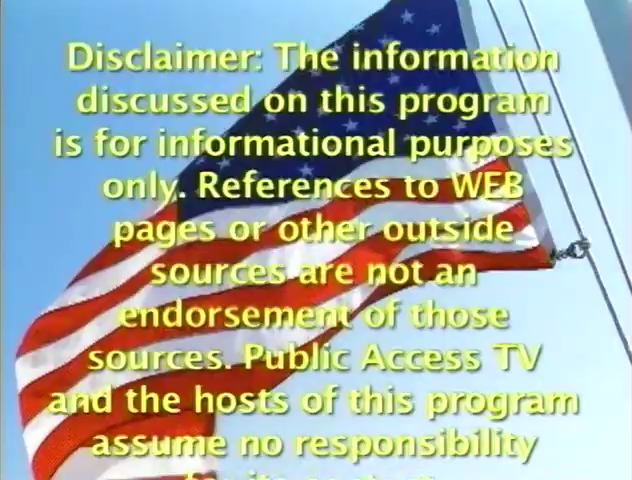 Disclaimer: The information
discussed on this program
is for informational purposes
only. References to WEB
pages or other outside
sources are not an
endorsement of those
sources. Public Access TV
and the hosts of this program
assume no responsibility